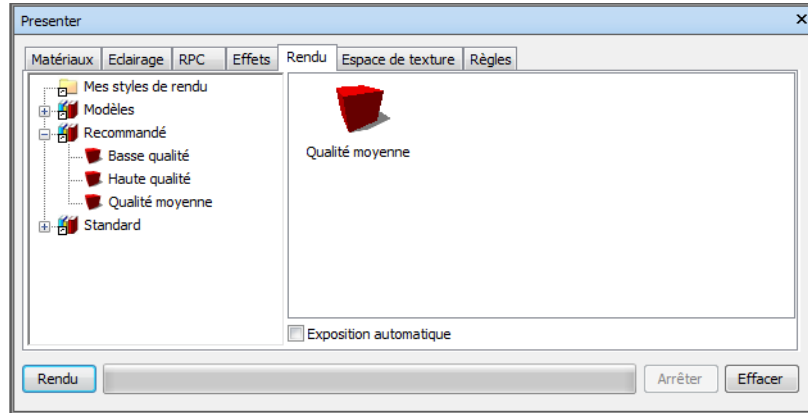 Presenter
Matériaux Eclairage RPC Effets Rendu Espace de texture Règles
Mes styles de rendu
Modèles
Recommandé
Basse qualité
Haute qualité
Qualité moyenne
Standard
Qualité moyenne
Exposition automatique
Rendu Arrêter Effacer